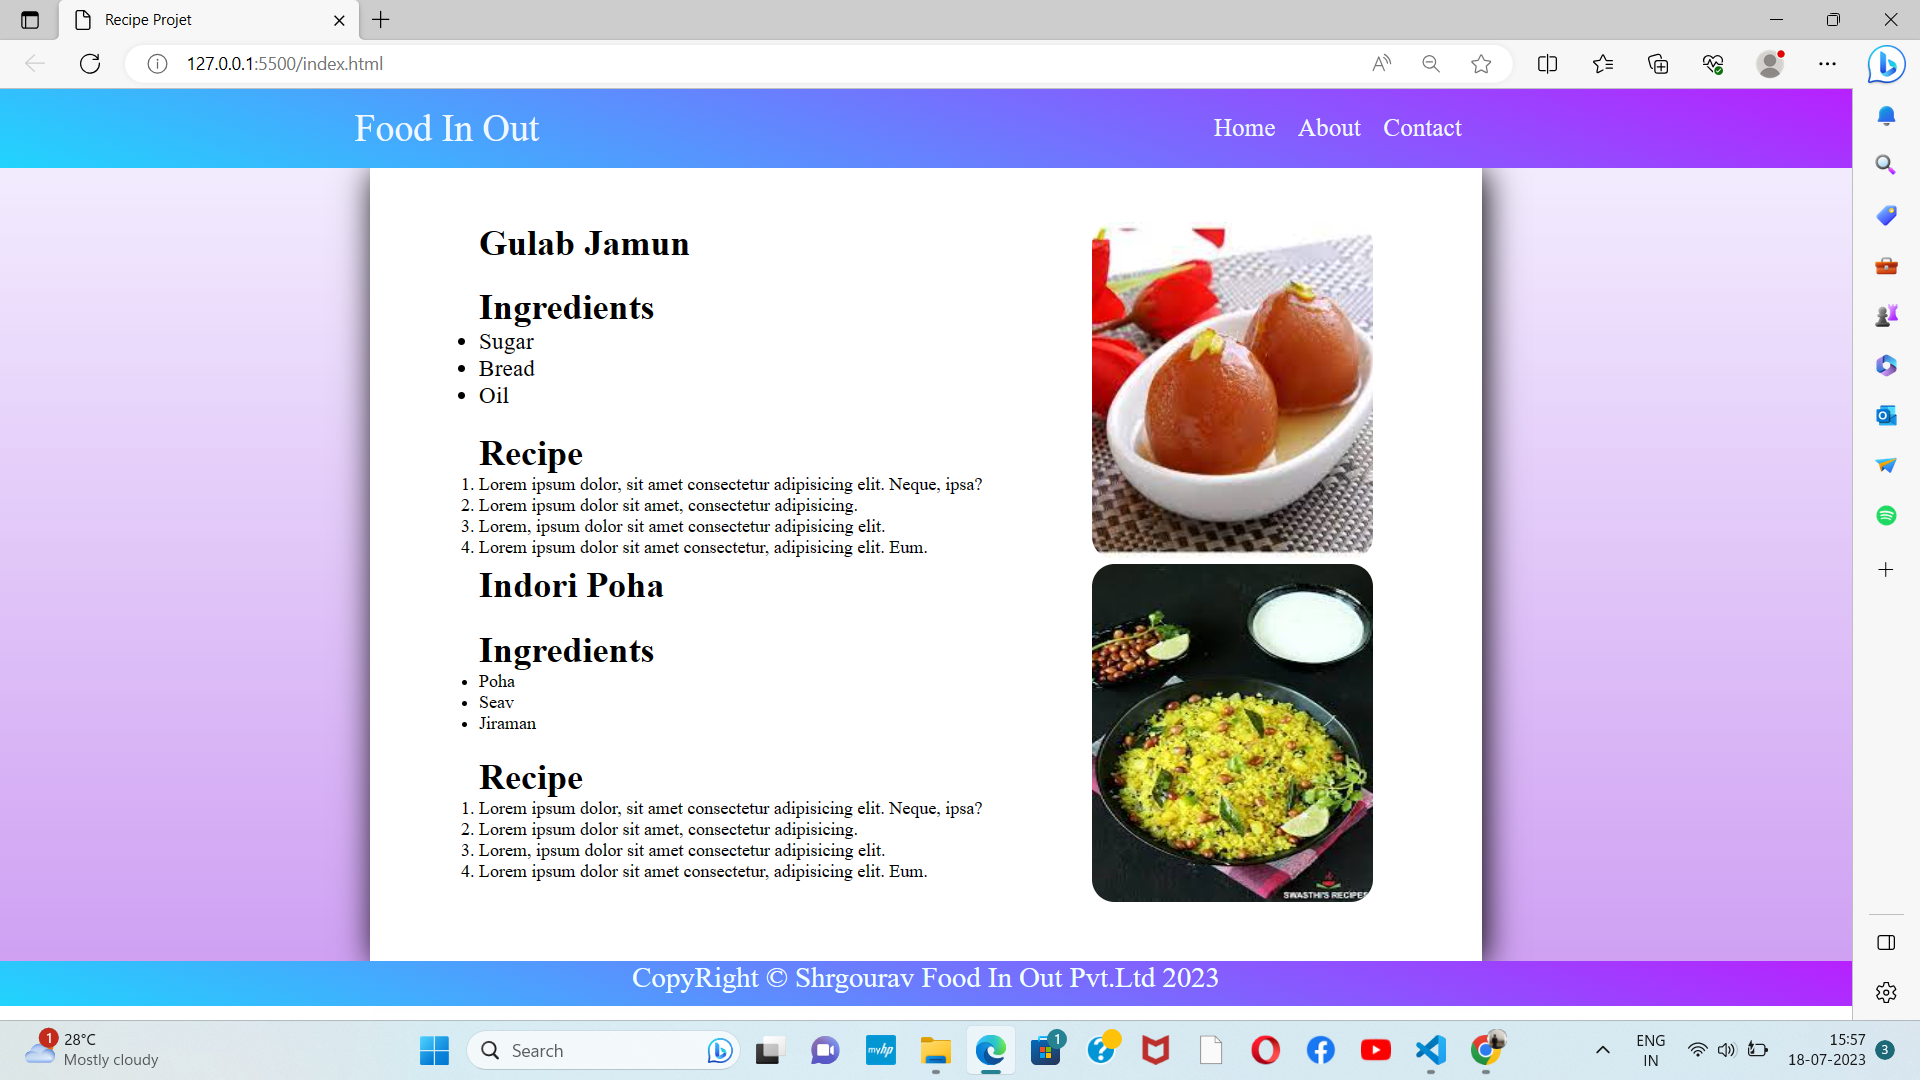 Recipe Projet
127.0.0.1:5500/index.html
Food In Out
Home About Contact
Gulab Jamun
Ingredients
• Sugar
• Bread
• Oil
Recipe
1. Lorem ipsum dolor, sit amet consectetur adipisicing elit. Neque, ipsa?
2. Lorem ipsum dolor sit amet, consectetur adipisicing.
3. Lorem, ipsum dolor sit amet consectetur adipisicing elit.
4. Lorem ipsum dolor sit amet consectetur, adipisicing elit. Eum.
Indori Poha
Ingredients
• Poha
• Seav
• Jiraman
Recipe
1. Lorem ipsum dolor, sit amet consectetur adipisicing elit. Neque, ipsa?
2. Lorem ipsum dolor sit amet, consectetur adipisicing.
3. Lorem, ipsum dolor sit amet consectetur adipisicing elit.
4. Lorem ipsum dolor sit amet consectetur, adipisicing elit. Eum.
SWASTHI'S RECIPES
CopyRight © Shrgourav Food In Out Pvt.Ltd 2023
1
28°C
Mostly cloudy
Search
myhp
1
ENG
IN
15:57
18-07-2023
3